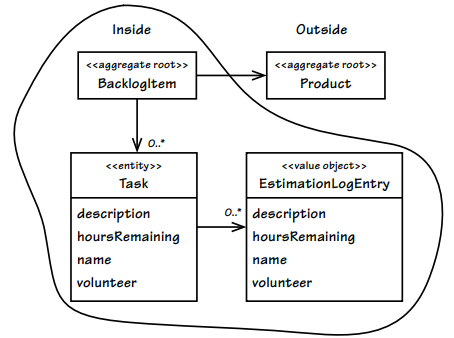 Inside
Outside
<<aggregate root>>
BacklogItem
<<aggregate root>>
Product
0..*
<<entity>>
Task
description
hoursRemaining
name
volunteer
0..*
<<value object>>
EstimationLogEntry
description
hoursRemaining
name
volunteer